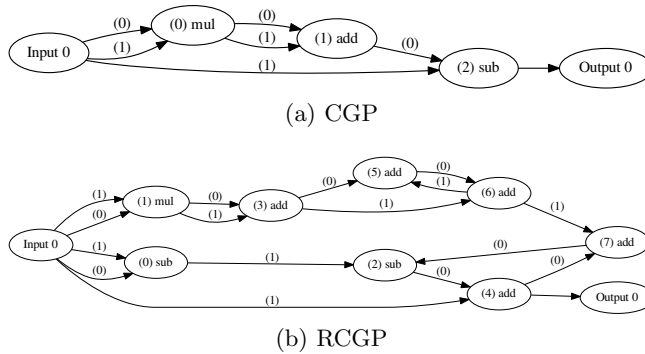 (0)
(0) mul
(0)
(1)
(1)
(1) add
(0)
Input 0
(1)
(2) sub
Output 0
(a) CGP
(5) add
(0)
(1)
(6) add
(0)
(1)
(1) mul
(0)
(1)
(3) add
(0)
(1)
(1)
(7) add
Input 0
(1)
(0)
(0) sub
(1)
(2) sub
(0)
(0)
(0)
(4) add
(1)
Output 0
(b) RCGP